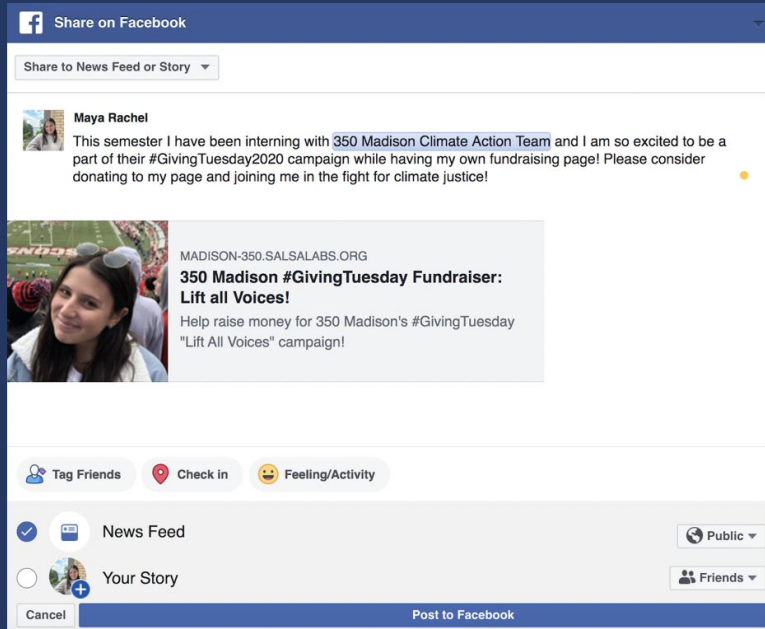 Share on Facebook
Share to News Feed or Story
Maya Rachel
This semester I have been interning with 350 Madison Climate Action Team and I am so excited to be a
part of their #GivingTuesday2020 campaign while having my own fundraising page! Please consider
donating to my page and joining me in the fight for climate justice!
MADISON-350.SALSALABS.ORG
350 Madison #GivingTuesday Fundraiser:
Lift all Voices!
Help raise money for 350 Madison's #GivingTuesday
"Lift All Voices" campaign!
Tag Friends
Check in
Feeling/Activity
News Feed
Public
Your Story
Friends
Cancel
Post to Facebook